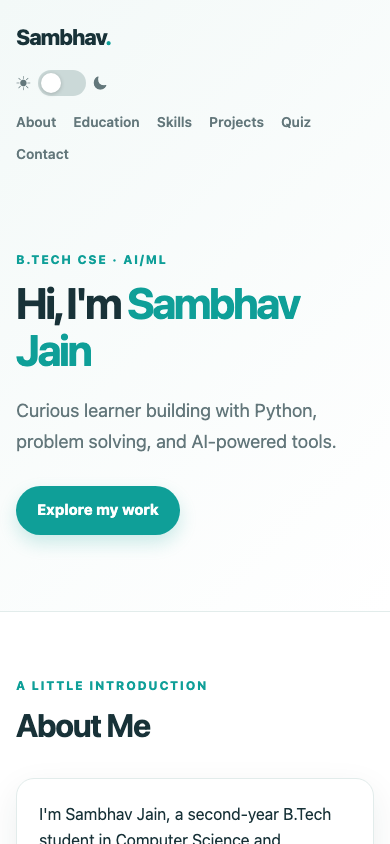 Sambhav.
About Education Skills Projects Quiz
Contact
B.TECH CSE · AI/ML
Hi, I'm Sambhav
Jain
Curious learner building with Python,
problem solving, and AI-powered tools.
Explore my work
A LITTLE INTRODUCTION
About Me
I'm Sambhav Jain, a second-year B.Tech
student in Computer Science and